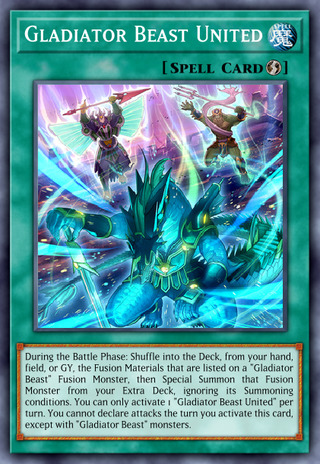 Gladiator Beast United
魔
[Spell Card]
During the Battle Phase: Shuffle into the Deck, from your hand,
field, or GY, the Fusion Materials that are listed on a "Gladiator
Beast" Fusion Monster, then Special Summon that Fusion
Monster from your Extra Deck, ignoring its Summoning
conditions. You can only activate 1 "Gladiator Beast United" per
turn. You cannot declare attacks the turn you activate this card,
except with "Gladiator Beast" monsters.